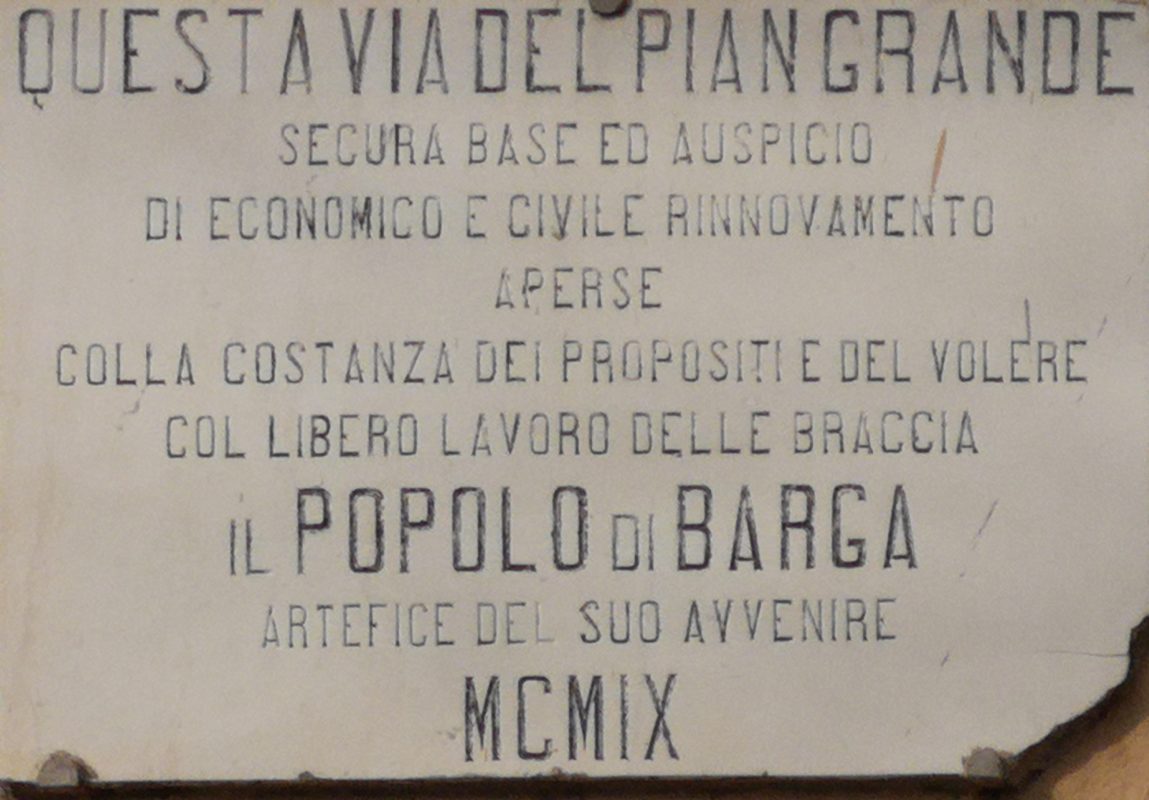 QUESTA VIA DEL PIAN GRANDE
SECURA BASE ED AUSPICIO
DI ECONOMICO E CIVILE RINNOVAMENTO
APERSE
COLLA COSTANZA DEI PROPOSITI E DEL VOLERE
COL LIBERO LAVORO DELLE BRACCIA
IL POPOLO DI BARGA
ARTEFICE DEL SUO AVVENIRE
MCMIX